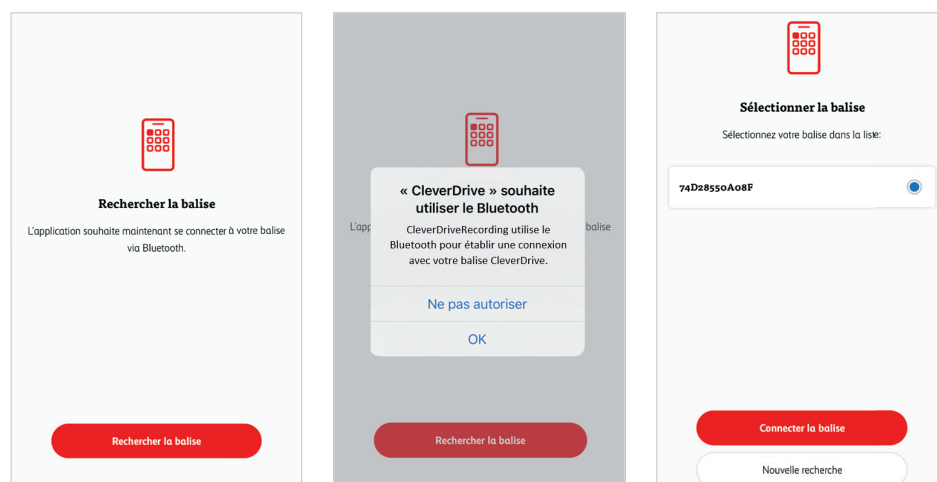 Rechercher la balise
L'application souhaite maintenant se connecter à votre balise
via Bluetooth.
Rechercher la balise
« CleverDrive » souhaite
utiliser le Bluetooth
L'app
balise
CleverDriveRecording utilise le
Bluetooth pour établir une connexion
avec votre balise CleverDrive.
Ne pas autoriser
OK
Rechercher la balise
Sélectionner la balise
Sélectionnez votre balise dans la liste:
74D28550A08F
Connecter la balise
Nouvelle recherche